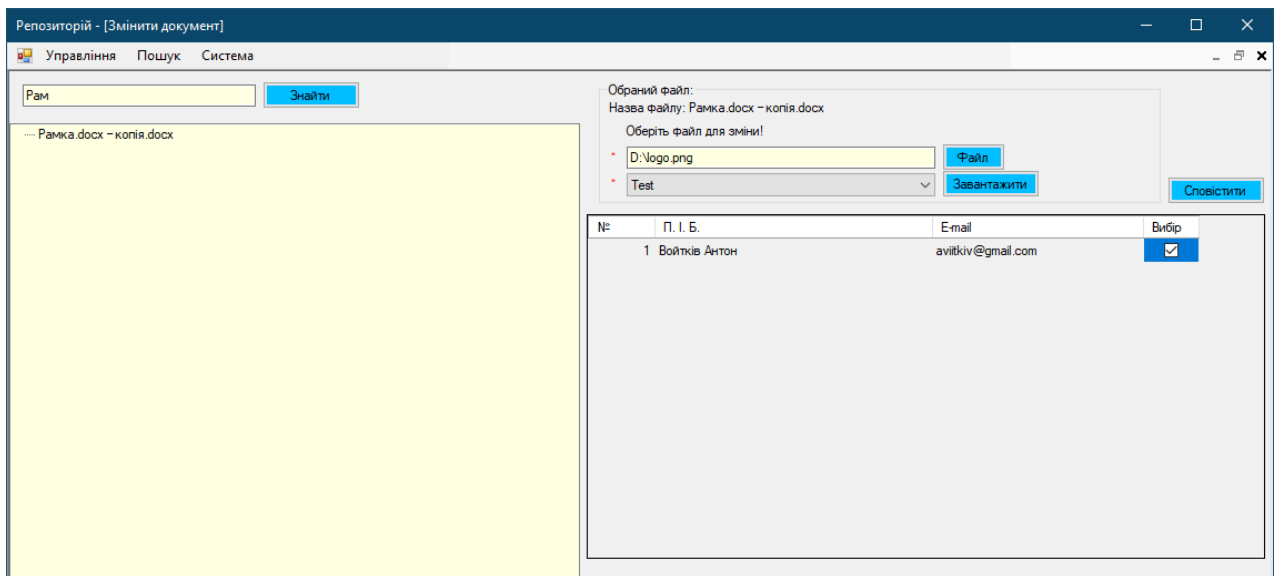 Репозиторій - [Змінити документ]
Управління Пошук Система
Рам Знайти
Рамка.docx – копія.docx
Обраний файл:
Назва файлу: Рамка.docx – копія.docx
Оберіть файл для зміни!
* D:\logo.png Файл
* Test Завантажити
Сповістити
№ П. І. Б. E-mail Вибір
1 Войтків Антон aviitkiv@gmail.com